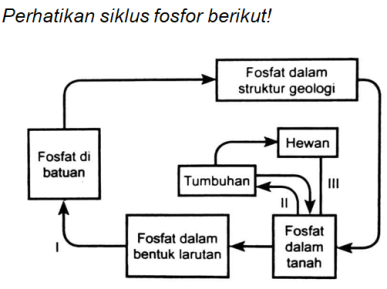 Perhatikan siklus fosfor berikut!
Fosfat dalam
struktur geologi
Hewan
Fosfat di
batuan
Tumbuhan
III
II
I
Fosfat dalam
bentuk larutan
Fosfat
dalam
tanah